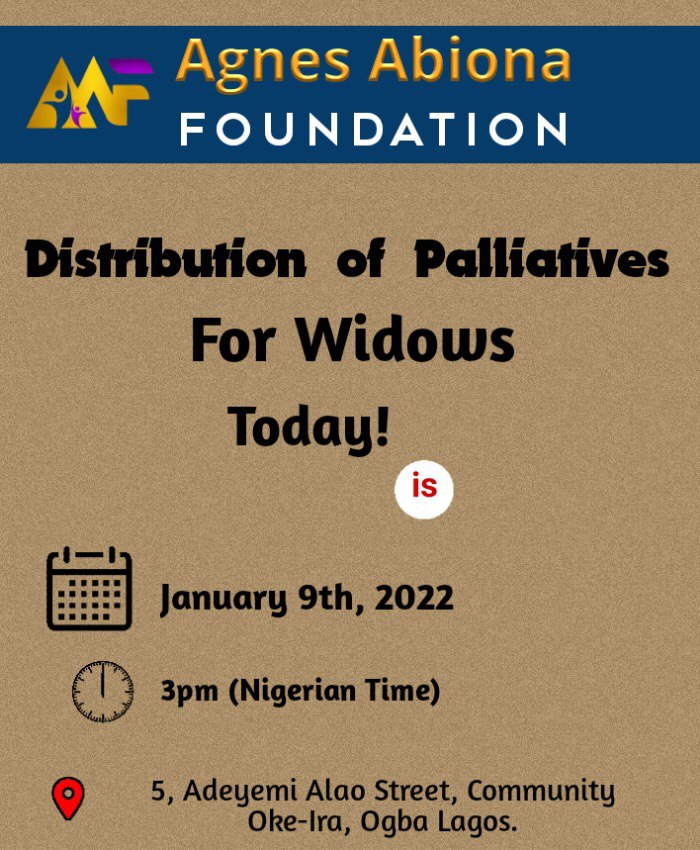 Agnes Abiona
FOUNDATION
Distribution of Palliatives
For Widows
Today!
is
January 9th, 2022
3pm (Nigerian Time)
5, Adeyemi Alao Street, Community
Oke-Ira, Ogba Lagos.